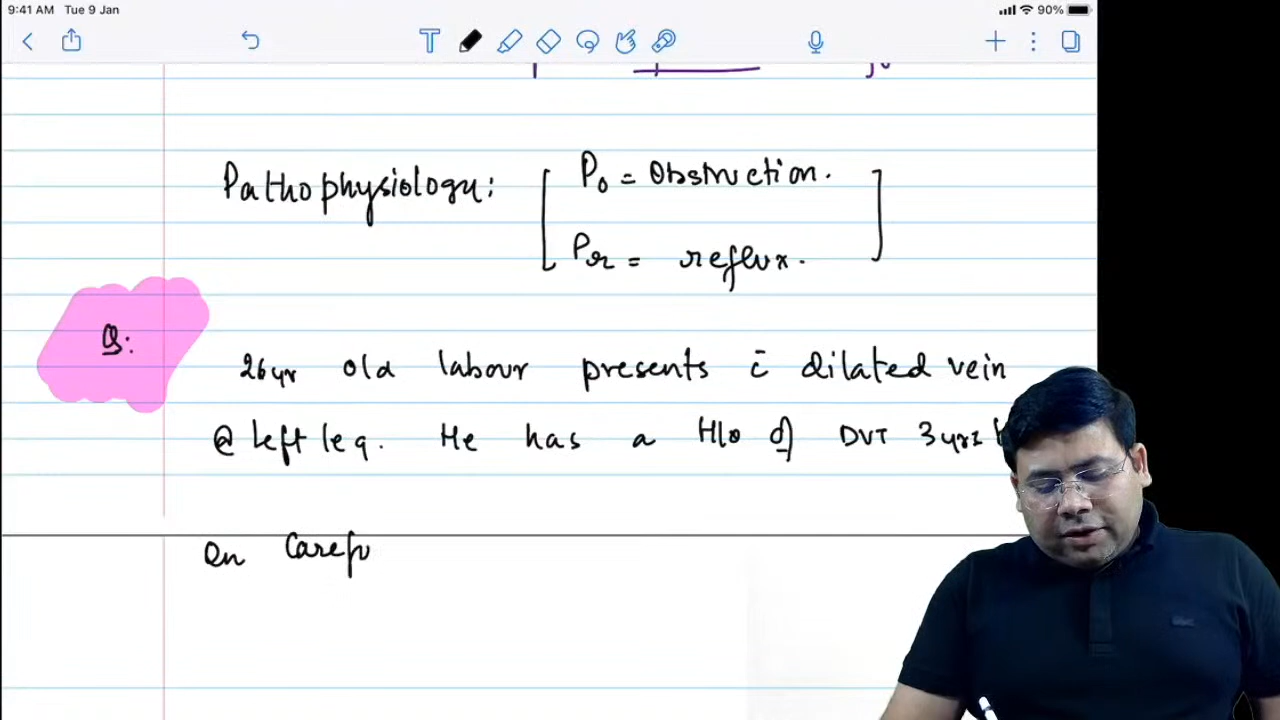 9:41 AM Tue 9 Jan
90%
Pathophysiology: [ Po = Obstruction. ]
Pr = reflux.
Q:
26yr old labour presents c̄ dilated vein
@ left leg. He has a H/o of DVT 3yrs
On Carefu